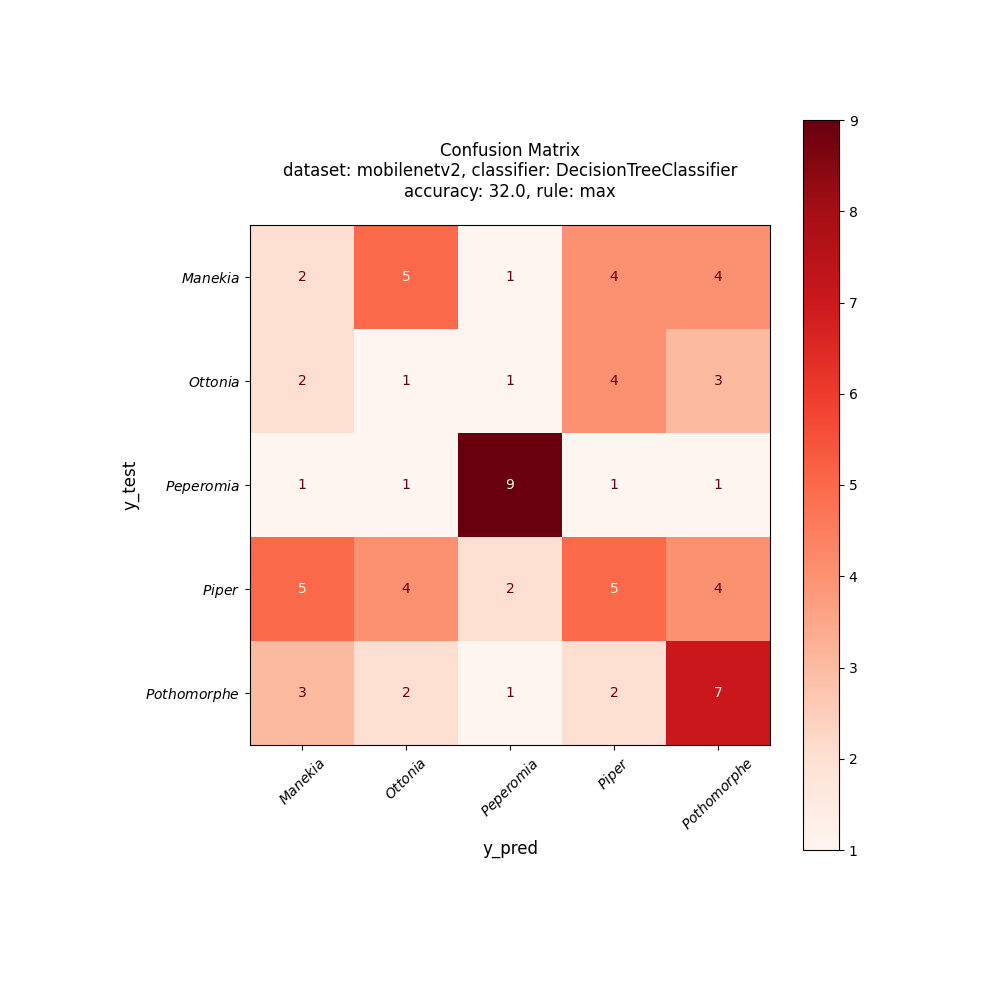 Confusion Matrix
dataset: mobilenetv2, classifier: DecisionTreeClassifier
accuracy: 32.0, rule: max
y_test
Manekia 2 5 1 4 4
Ottonia 2 1 1 4 3
Peperomia 1 1 9 1 1
Piper 5 4 2 5 4
Pothomorphe 3 2 1 2 7
Manekia Ottonia Peperomia Piper Pothomorphe
y_pred
9
8
7
6
5
4
3
2
1